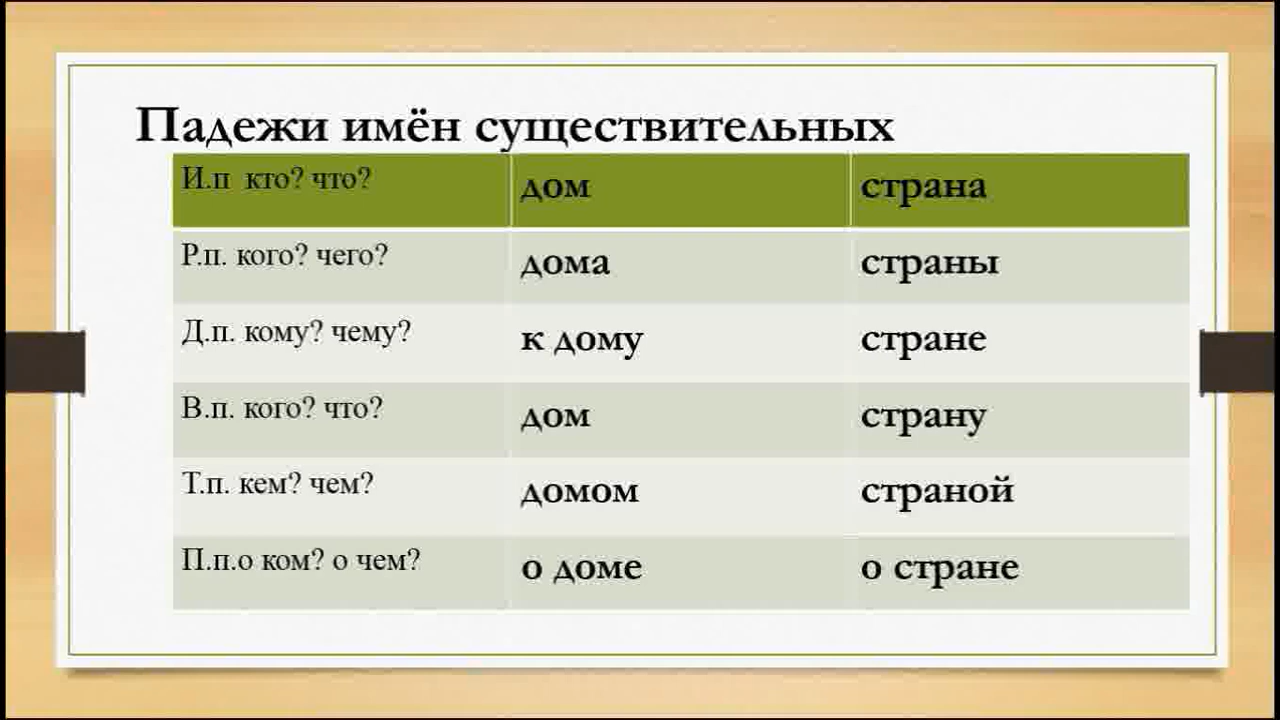 Падежи имён существительных
И.п кто? что? дом страна
Р.п. кого? чего? дома страны
Д.п. кому? чему? к дому стране
В.п. кого? что? дом страну
Т.п. кем? чем? домом страной
П.п.о ком? о чем? о доме о стране